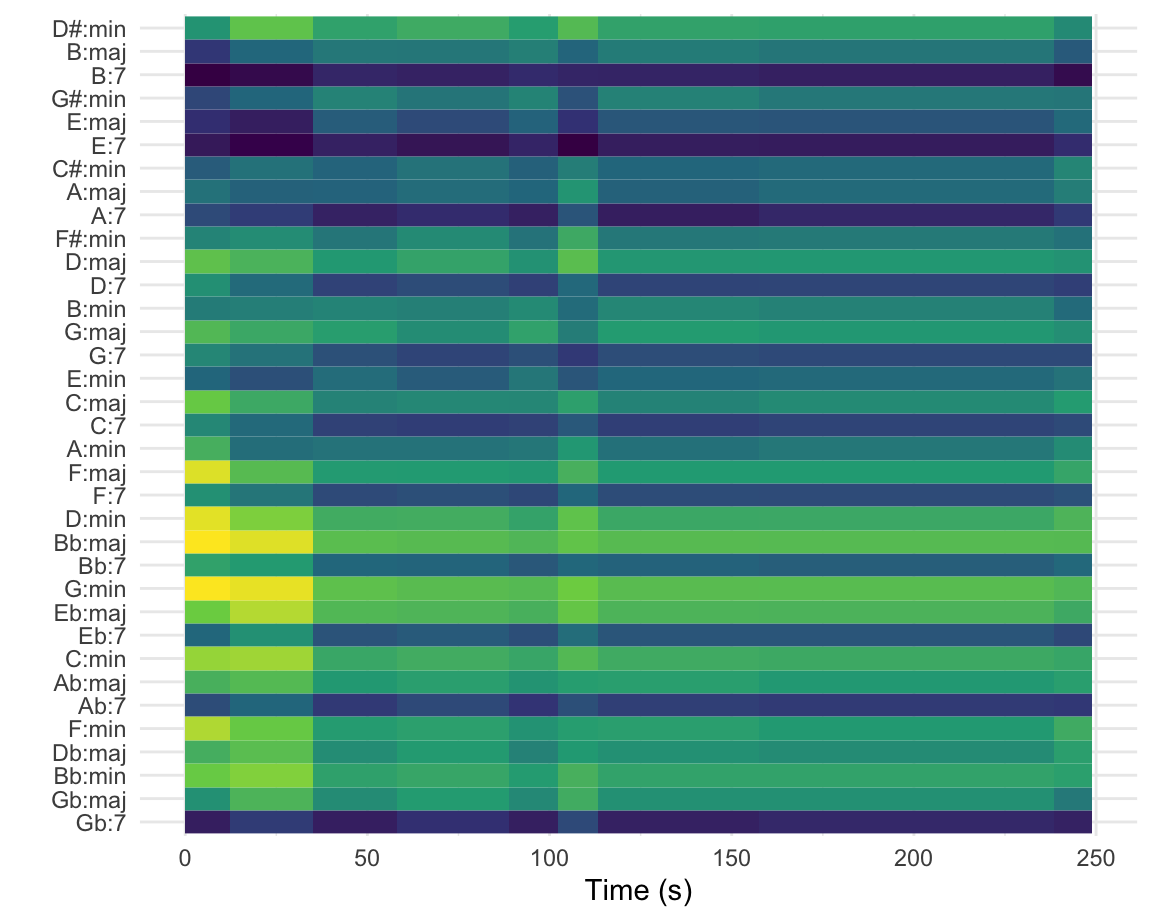 D#:min
B:maj
B:7
G#:min
E:maj
E:7
C#:min
A:maj
A:7
F#:min
D:maj
D:7
B:min
G:maj
G:7
E:min
C:maj
C:7
A:min
F:maj
F:7
D:min
Bb:maj
Bb:7
G:min
Eb:maj
Eb:7
C:min
Ab:maj
Ab:7
F:min
Db:maj
Bb:min
Gb:maj
Gb:7
0 50 100 150 200 250
Time (s)